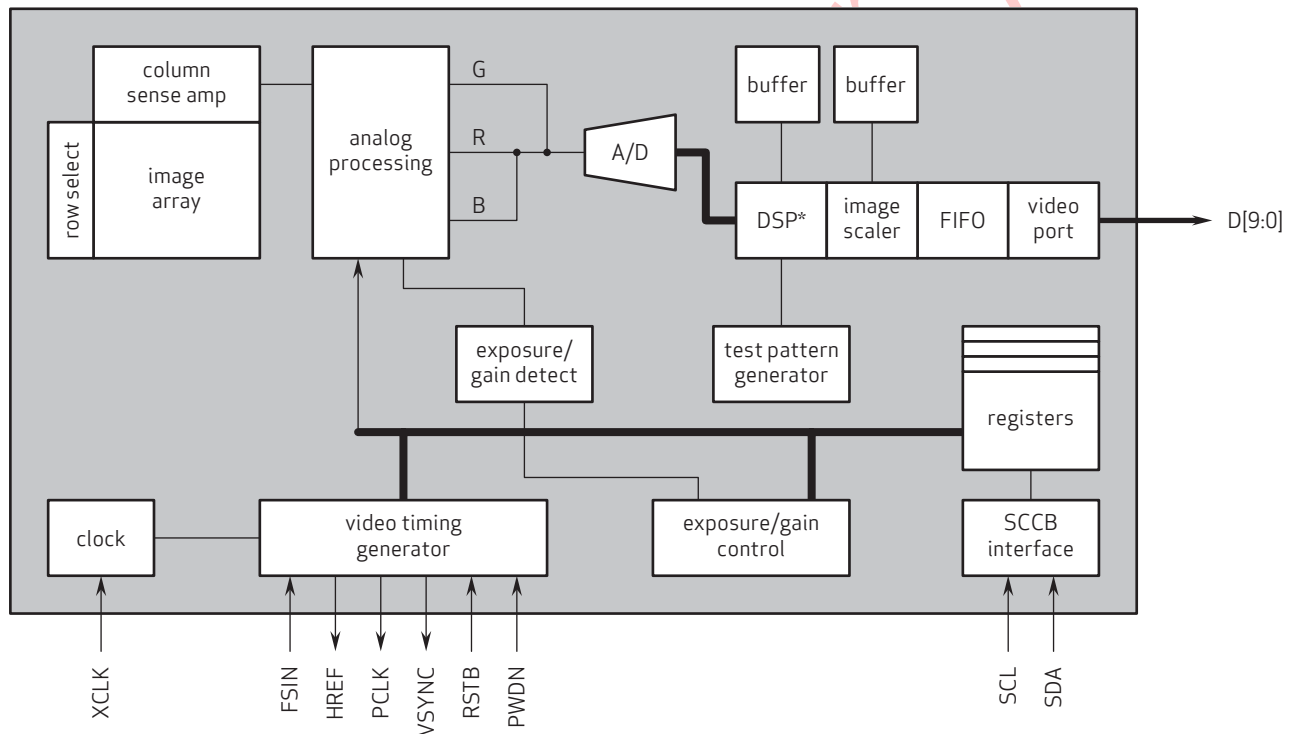 column
sense amp
row select
image
array
analog
processing
G
R
B
A/D
buffer
buffer
DSP*
image
scaler
FIFO
video
port
D[9:0]
exposure/
gain detect
test pattern
generator
registers
clock
video timing
generator
exposure/gain
control
SCCB
interface
XCLK
FSIN
HREF
PCLK
VSYNC
RSTB
PWDN
SCL
SDA